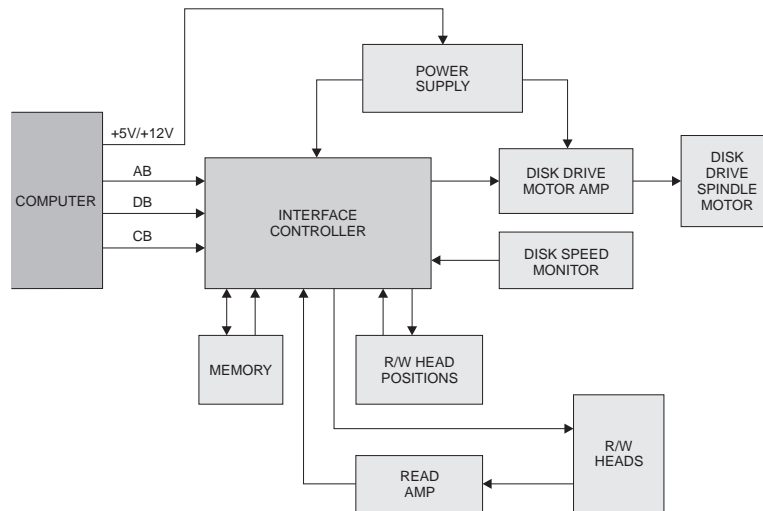 POWER
SUPPLY
+5V/+12V
COMPUTER
AB
DB
CB
INTERFACE
CONTROLLER
DISK DRIVE
MOTOR AMP
DISK
DRIVE
SPINDLE
MOTOR
DISK SPEED
MONITOR
MEMORY
R/W HEAD
POSITIONS
R/W
HEADS
READ
AMP